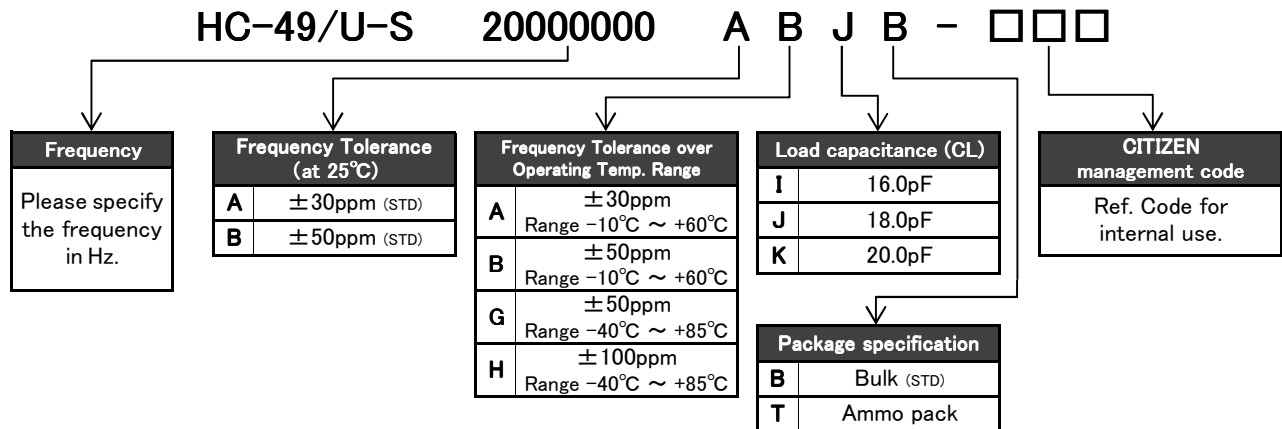 HC-49/U-S 20000000 A B J B - □□□
Frequency
Please specify
the frequency
in Hz.
Frequency Tolerance
(at 25℃)
A ±30ppm (STD)
B ±50ppm (STD)
Frequency Tolerance over
Operating Temp. Range
A ±30ppm
Range -10℃ ～ +60℃
B ±50ppm
Range -10℃ ～ +60℃
G ±50ppm
Range -40℃ ～ +85℃
H ±100ppm
Range -40℃ ～ +85℃
Load capacitance (CL)
I 16.0pF
J 18.0pF
K 20.0pF
Package specification
B Bulk (STD)
T Ammo pack
CITIZEN
management code
Ref. Code for
internal use.